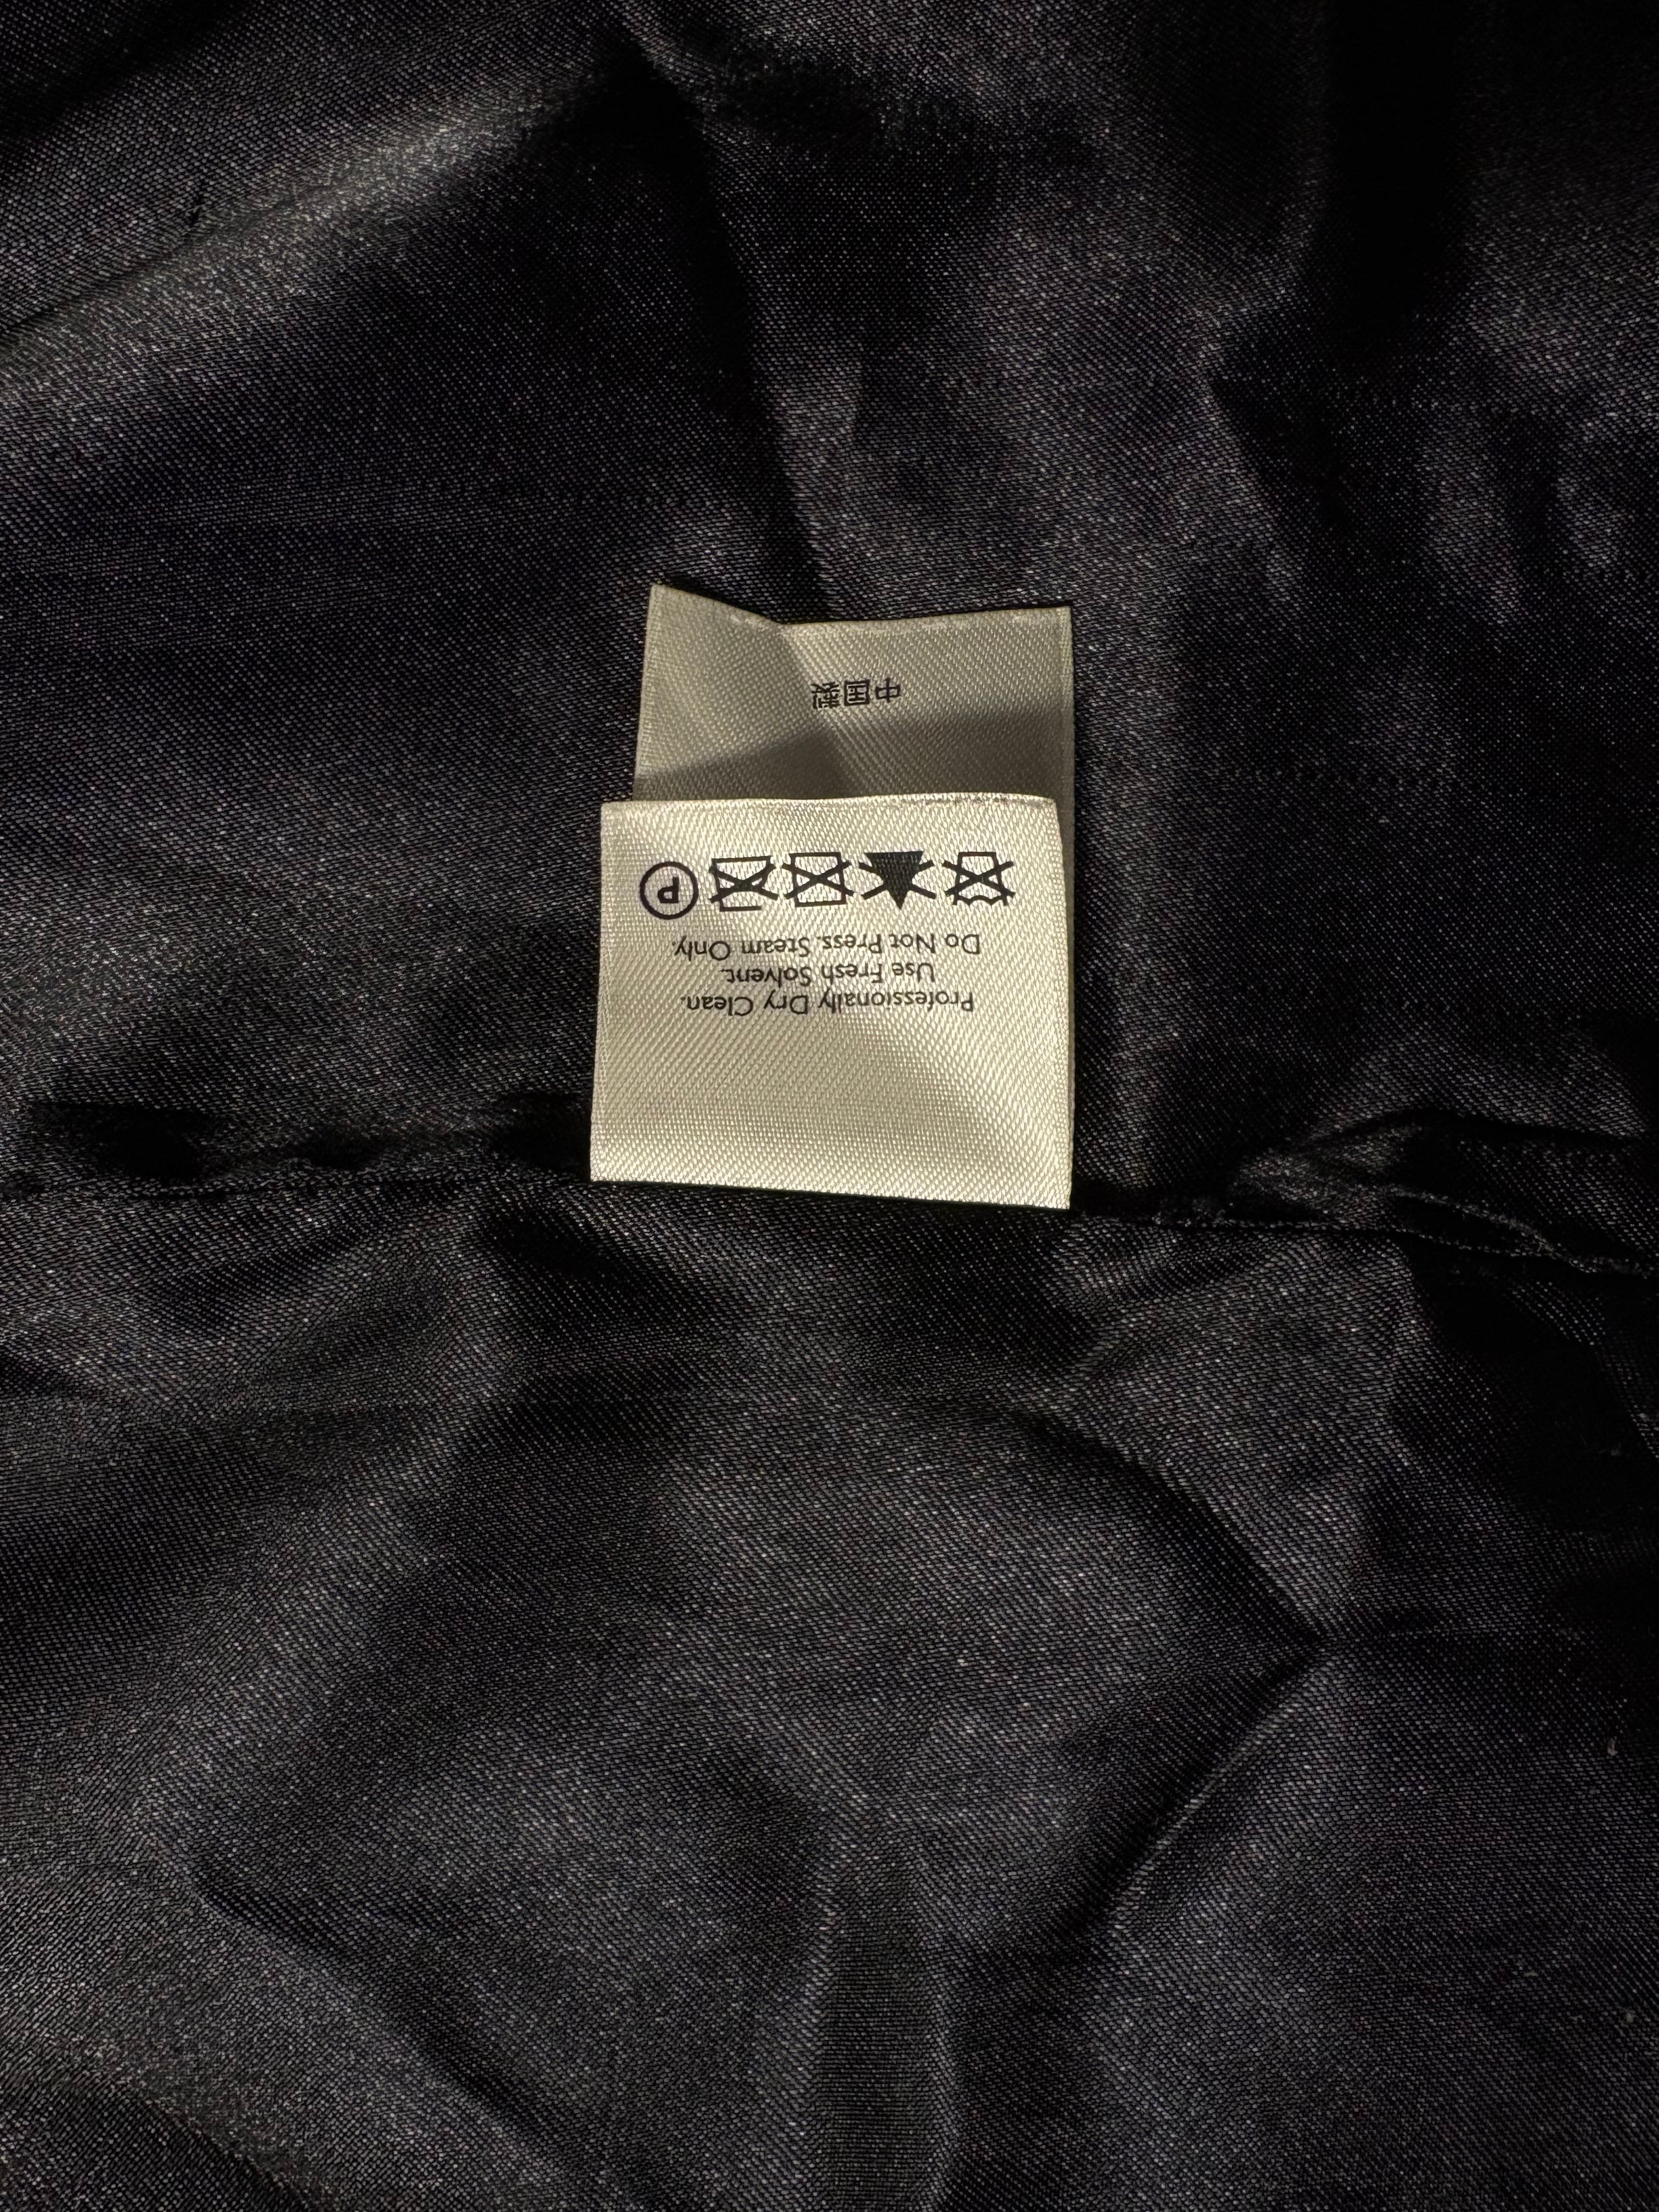 Professionally Dry Clean.
Use Fresh Solvent.
Do Not Press. Steam Only.
P
中国製